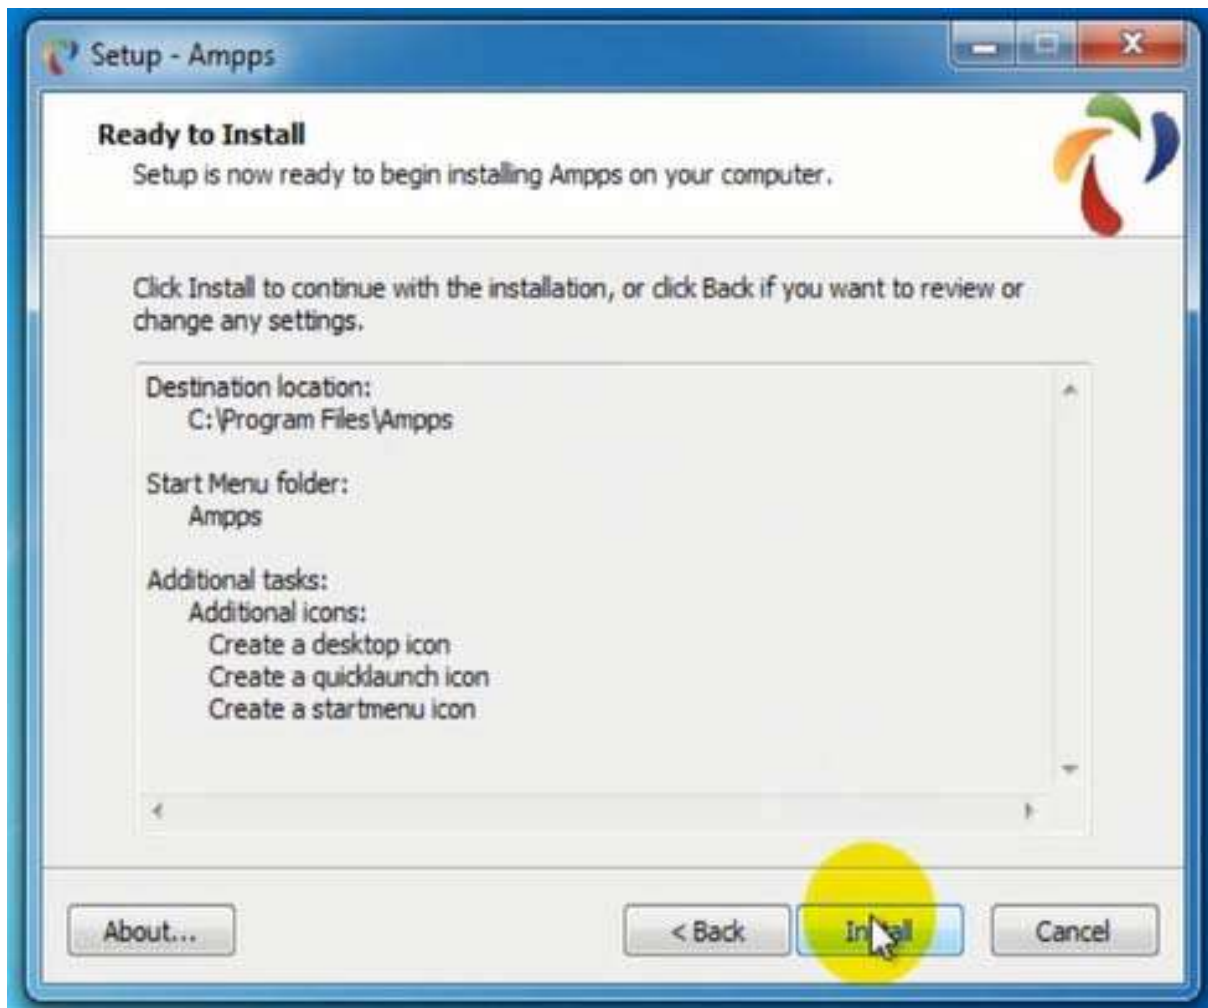 Setup - Ampps
Ready to Install
Setup is now ready to begin installing Ampps on your computer.
Click Install to continue with the installation, or click Back if you want to review or
change any settings.
Destination location:
C:\Program Files\Ampps
Start Menu folder:
Ampps
Additional tasks:
Additional icons:
Create a desktop icon
Create a quicklaunch icon
Create a startmenu icon
About...
< Back
Install
Cancel